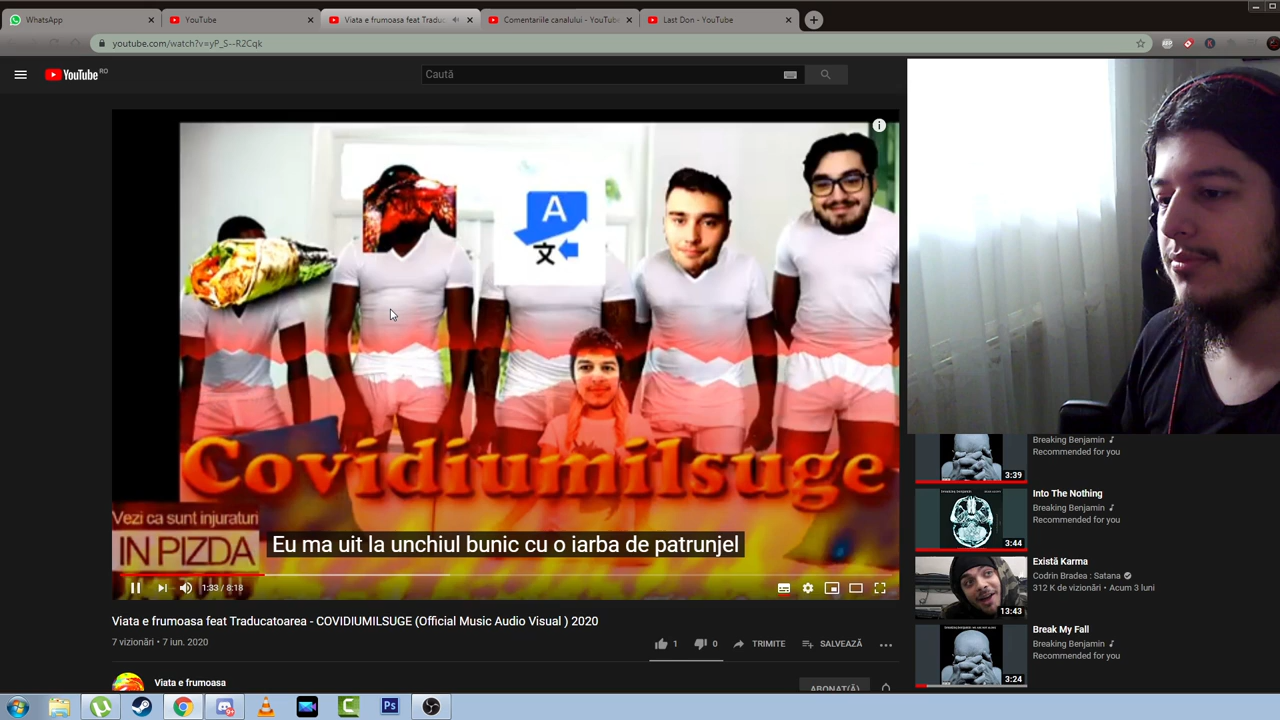 WhatsApp
YouTube
Viata e frumoasa feat Traduc
Comentariile canalului - YouTub
Last Don - YouTube
youtube.com/watch?v=yP_S--R2Cqk
YouTube RO
Caută
A
文
Covidiumilsuge
Vezi ca sunt injuraturi
IN PIZDA
Eu ma uit la unchiul bunic cu o iarba de patrunjel
1:33 / 8:18
Viata e frumoasa feat Traducatoarea - COVIDIUMILSUGE (Official Music Audio Visual ) 2020
7 vizionări • 7 iun. 2020
1
0
TRIMITE
SALVEAZĂ
Viata e frumoasa
ABONAT(Ă)
Breaking Benjamin
Recommended for you
3:39
Into The Nothing
Breaking Benjamin
Recommended for you
3:44
Există Karma
Codrin Bradea : Satana
312 K de vizionări • Acum 3 luni
13:43
Break My Fall
Breaking Benjamin
Recommended for you
3:24
C
Ps